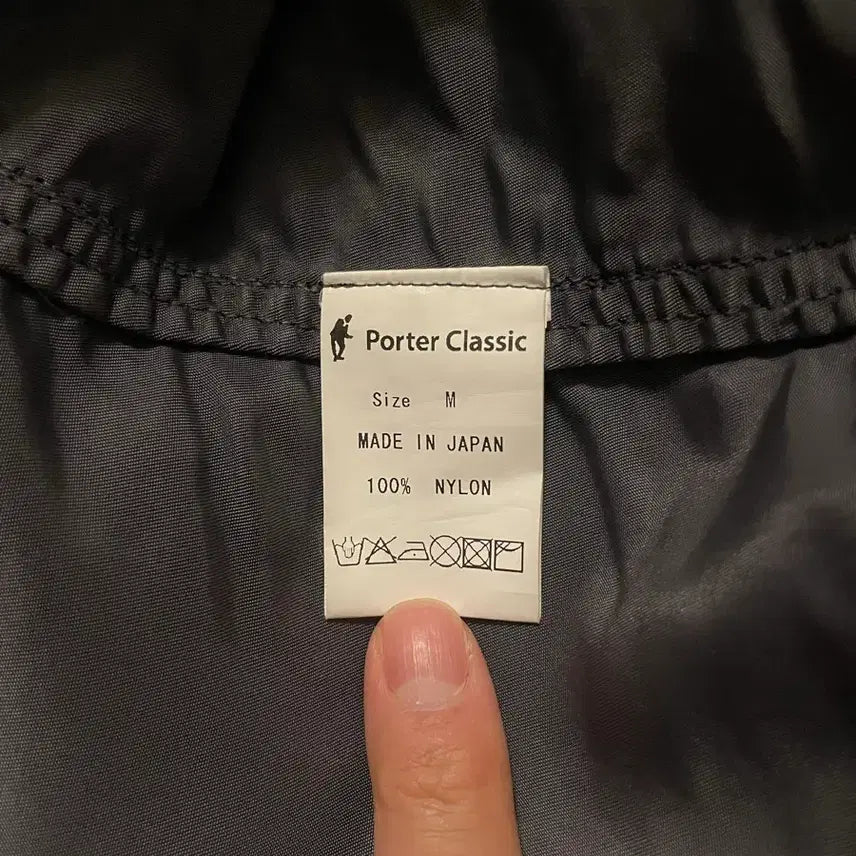 Porter Classic
Size M
MADE IN JAPAN
100% NYLON